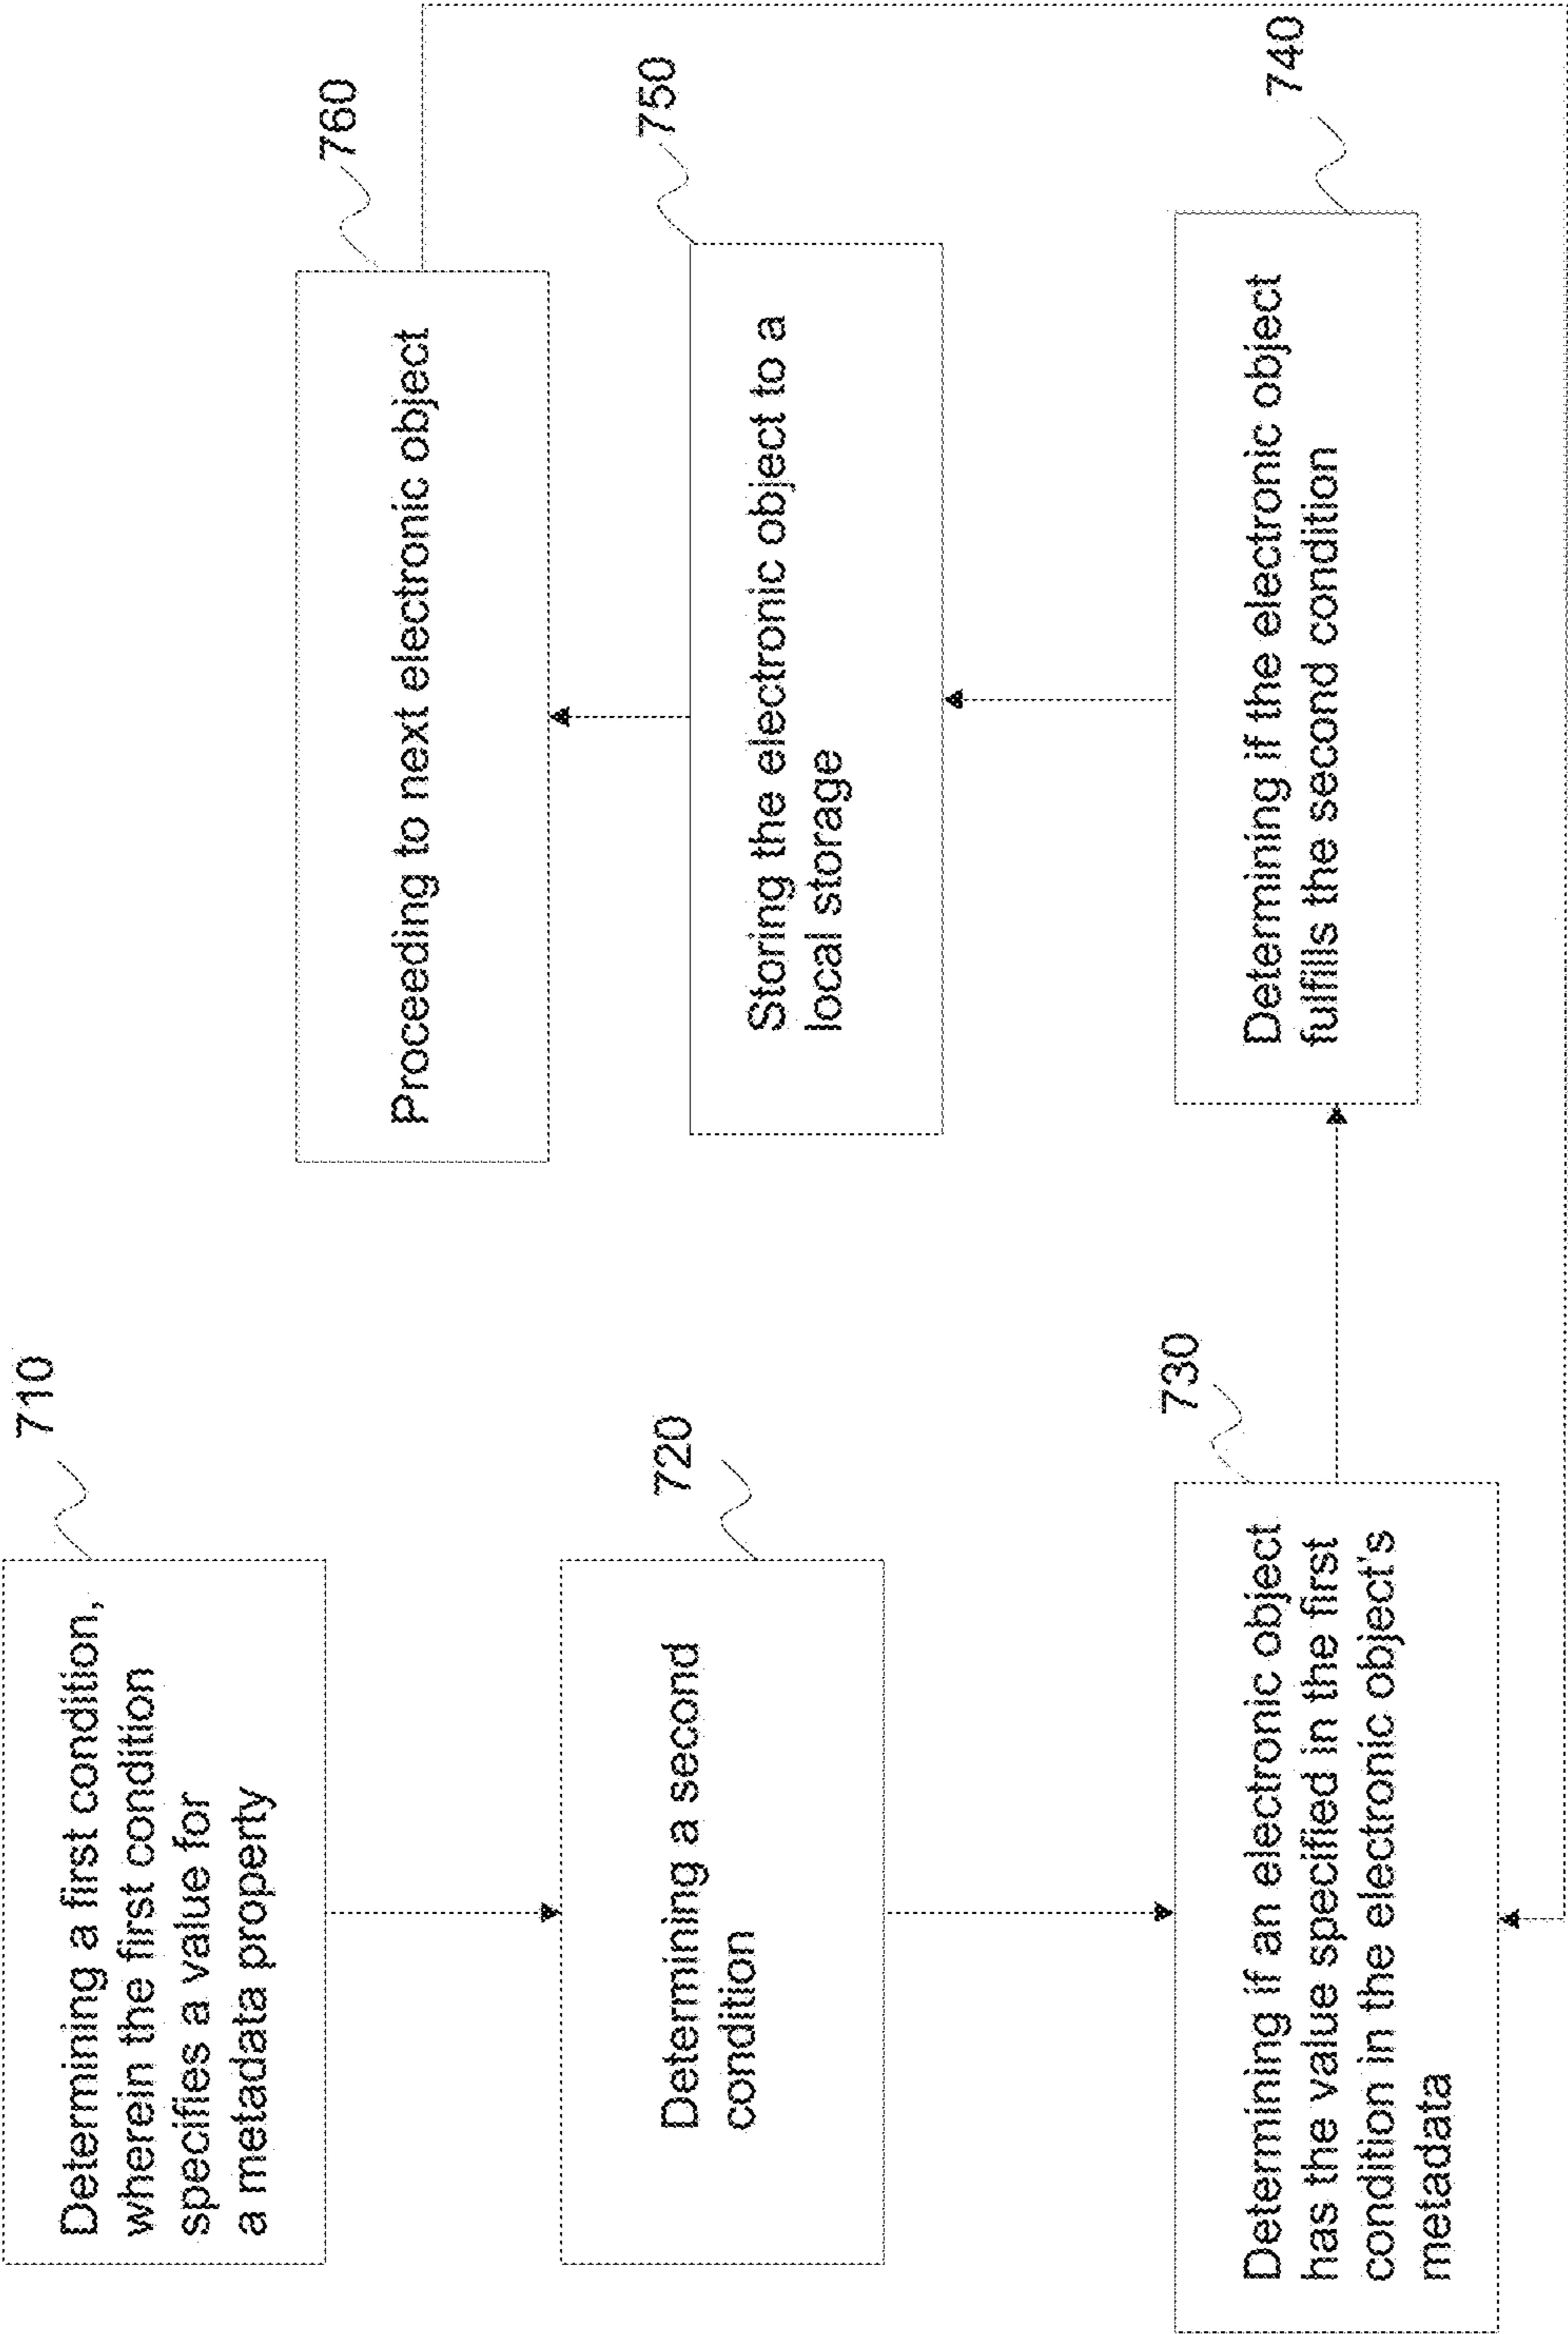 710
Determining a first condition,
wherein the first condition
specifies a value for
a metadata property
720
Determining a second
condition
730
Determining if an electronic object
has the value specified in the first
condition in the electronic object's
metadata
740
Determining if the electronic object
fulfills the second condition
750
Storing the electronic object to a
local storage
760
Proceeding to next electronic object